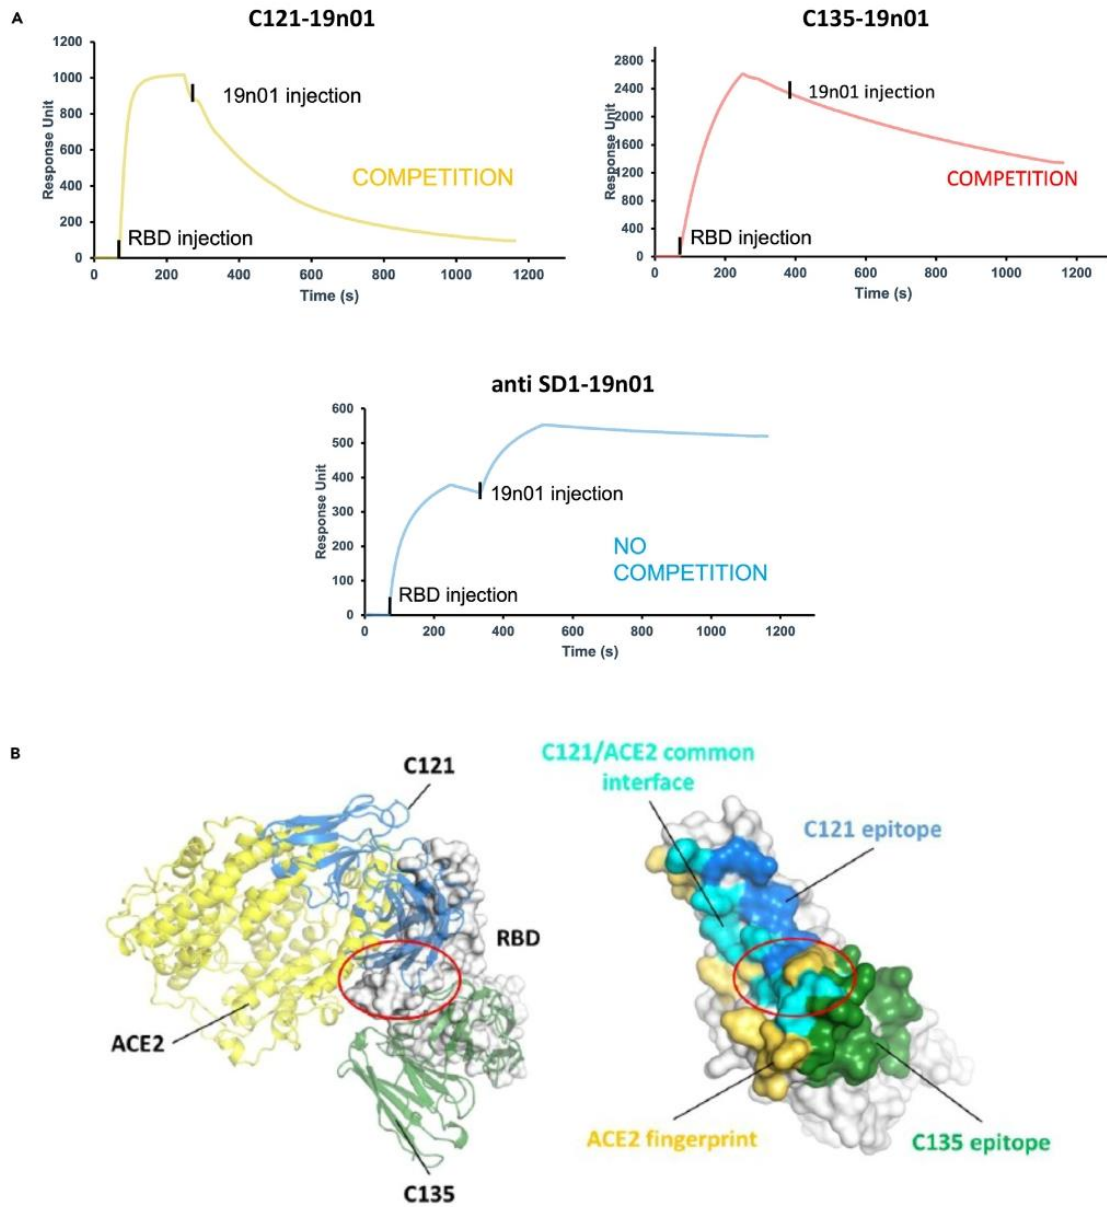 A
C121-19n01
1200
1000
800
600
400
200
0
Response Unit
19n01 injection
COMPETITION
RBD injection
0 200 400 600 800 1000 1200
Time (s)
C135-19n01
2800
2400
2000
1600
1200
800
400
0
Response Unit
19n01 injection
COMPETITION
RBD injection
0 200 400 600 800 1000 1200
Time (s)
anti SD1-19n01
600
500
400
300
200
100
0
Response Unit
19n01 injection
NO
COMPETITION
RBD injection
0 200 400 600 800 1000 1200
Time (s)
B
C121
RBD
ACE2
C135
C121/ACE2 common
interface
C121 epitope
ACE2 fingerprint
C135 epitope